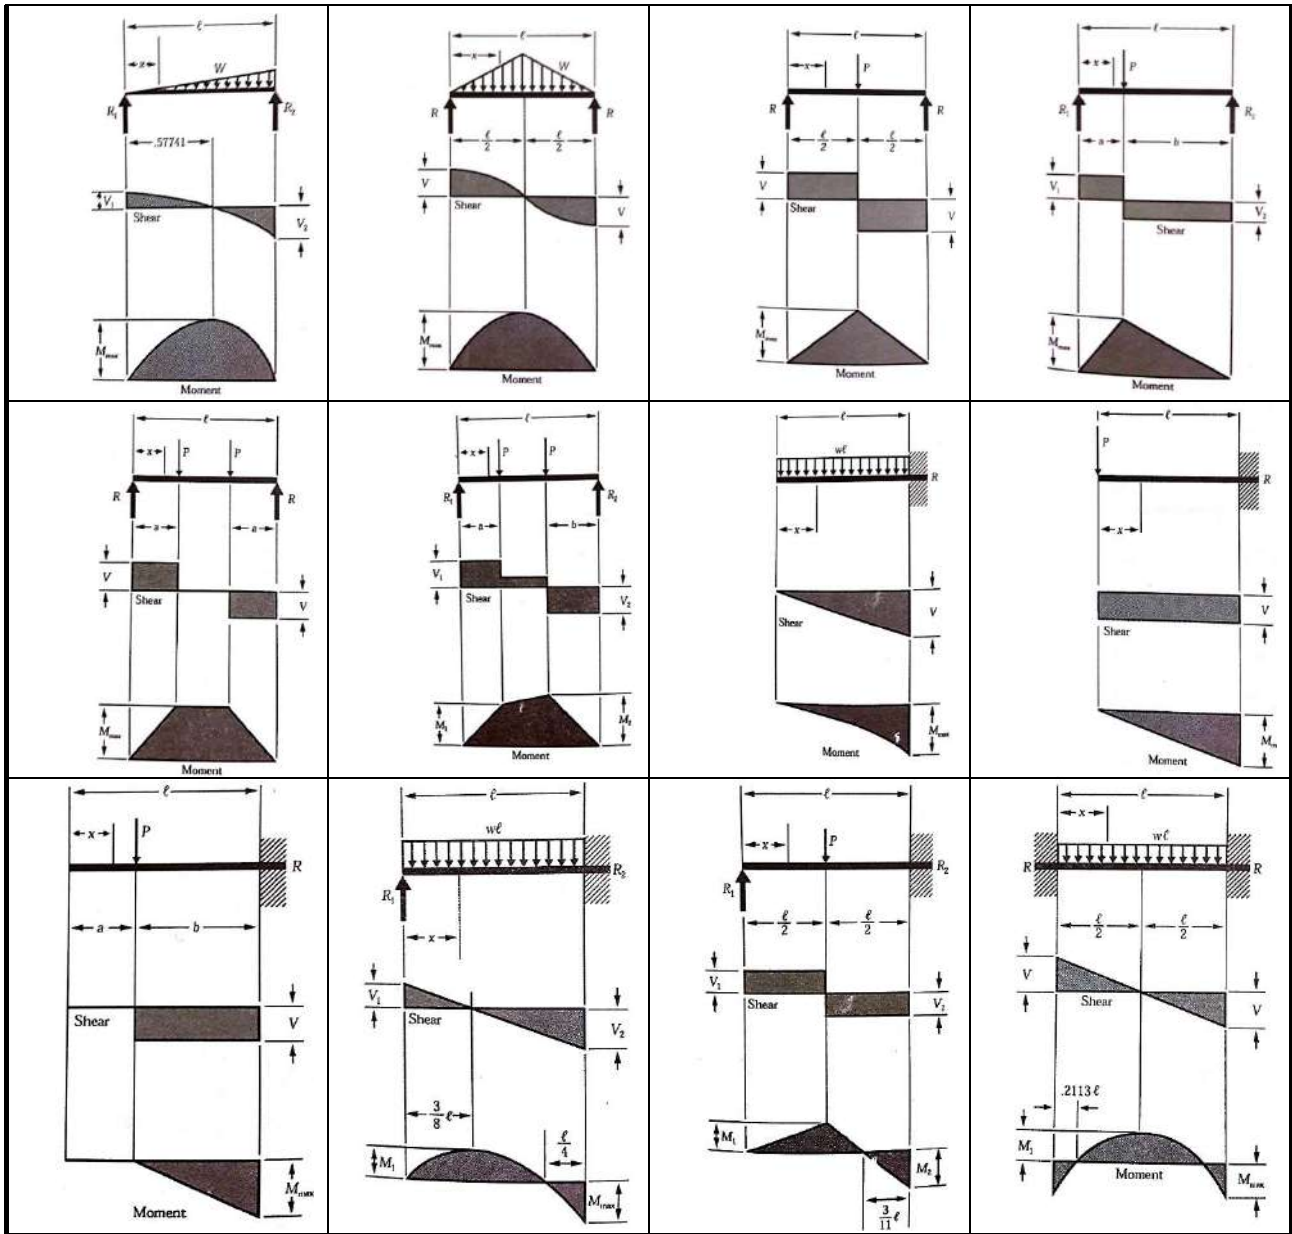 ℓ
x
W
R₁
R₂
.57741
V₁
Shear
V₂
Mmax
Moment
ℓ
x
W
R
R
ℓ/2
ℓ/2
V
Shear
V
Mmax
Moment
ℓ
x
P
R
R
ℓ/2
ℓ/2
V
Shear
V
Mmax
Moment
ℓ
x
P
R₁
R₂
a
b
V₁
V₂
Shear
Mmax
Moment
ℓ
x
P
P
R
R
a
a
V
Shear
V
Mmax
Moment
ℓ
x
P
P
R₁
R₂
a
b
V₁
Shear
V₂
M₁
M₂
Moment
ℓ
wℓ
R
x
Shear
V
Mmax
Moment
ℓ
P
R
x
V
Shear
Moment
ℓ
x
P
R
a
b
Shear
V
Mmax
Moment
ℓ
wℓ
R₁
R₂
x
V₁
Shear
V₂
3/8 ℓ
ℓ/4
M₁
Mmax
ℓ
x
P
R₁
R₂
ℓ/2
ℓ/2
V₁
Shear
M₁
M₂
3/11 ℓ
ℓ
x
wℓ
R
R
ℓ/2
ℓ/2
V
Shear
V
.2113 ℓ
M₁
Moment
Mmax